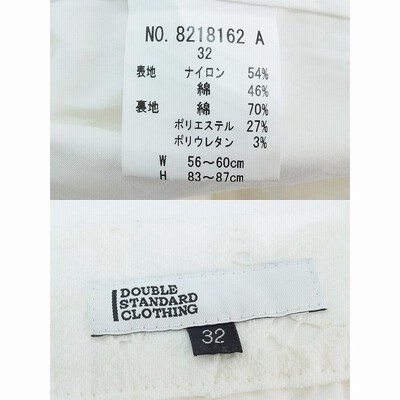 NO. 8218162 A
32
表地 ナイロン 54%
綿 46%
裏地 綿 70%
ポリエステル 27%
ポリウレタン 3%
W 56～60cm
H 83～87cm
DOUBLE
STANDARD
CLOTHING
32